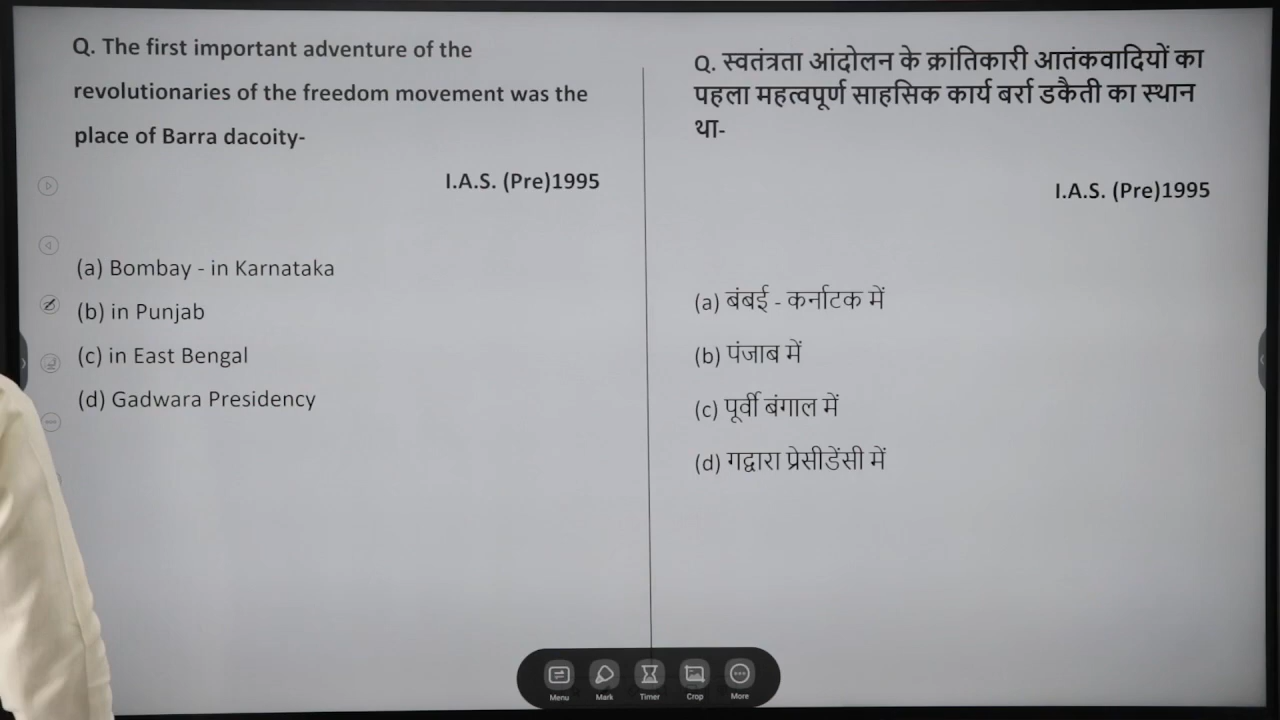 Q. The first important adventure of the
revolutionaries of the freedom movement was the
place of Barra dacoity-
I.A.S. (Pre)1995
(a) Bombay - in Karnataka
(b) in Punjab
(c) in East Bengal
(d) Gadwara Presidency
Q. स्वतंत्रता आंदोलन के क्रांतिकारी आतंकवादियों का
पहला महत्वपूर्ण साहसिक कार्य बर्रा डकैती का स्थान
था-
I.A.S. (Pre)1995
(a) बंबई - कर्नाटक में
(b) पंजाब में
(c) पूर्वी बंगाल में
(d) गद्वारा प्रेसीडेंसी में
Menu Mark Timer Crop More